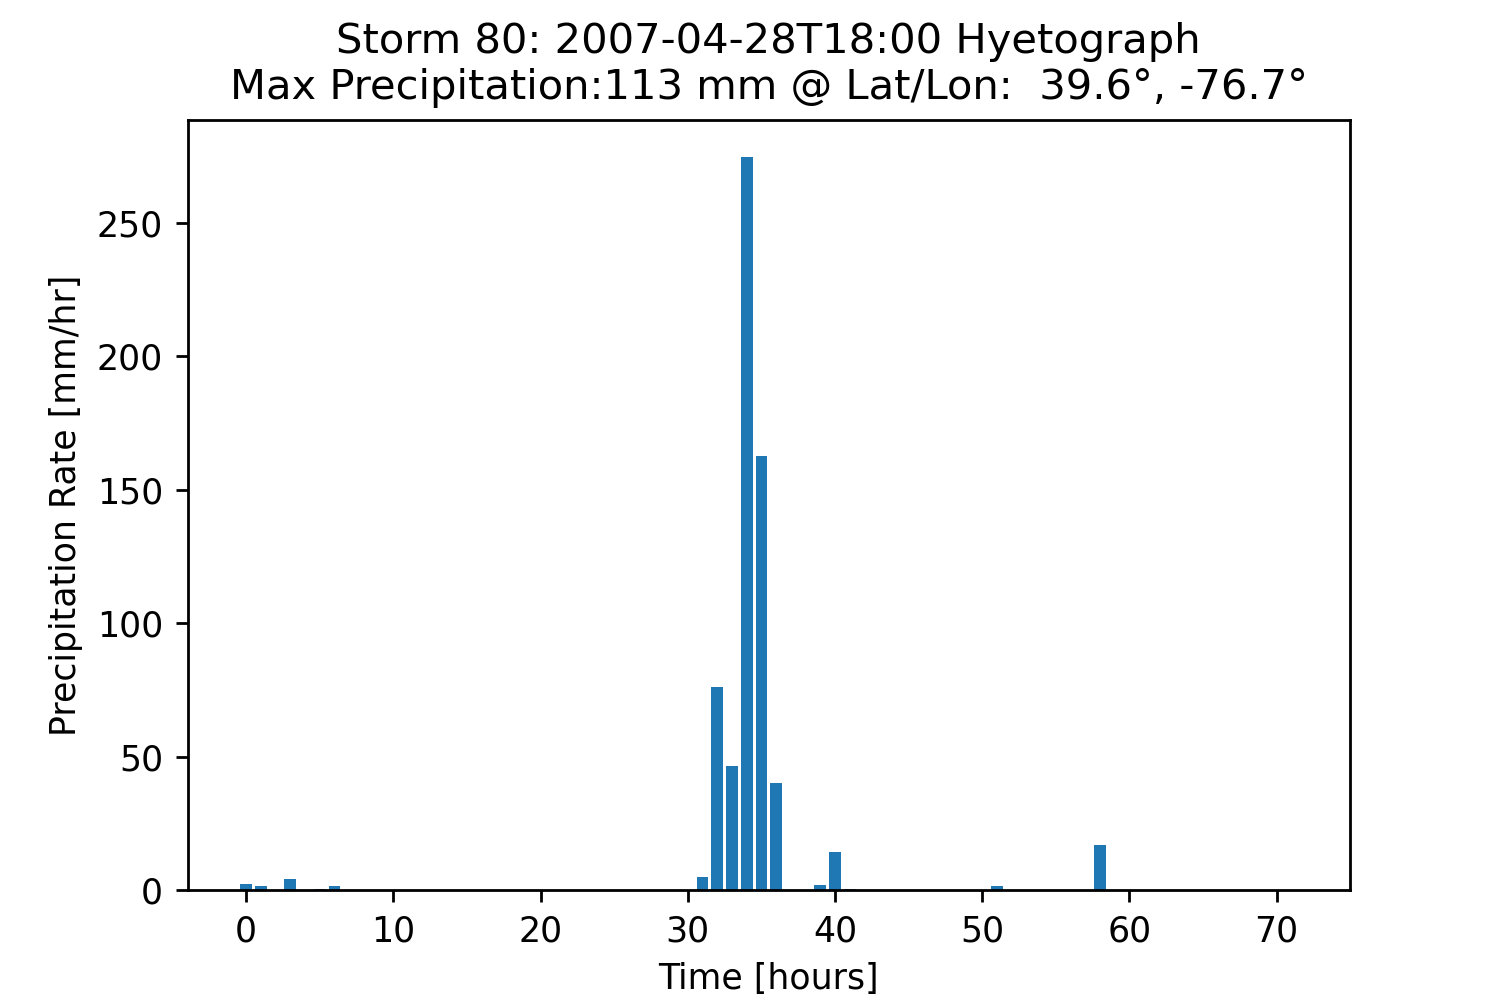 Storm 80: 2007-04-28T18:00 Hyetograph
Max Precipitation:113 mm @ Lat/Lon:  39.6°, -76.7°
Precipitation Rate [mm/hr]
250
200
150
100
50
0
0 10 20 30 40 50 60 70
Time [hours]